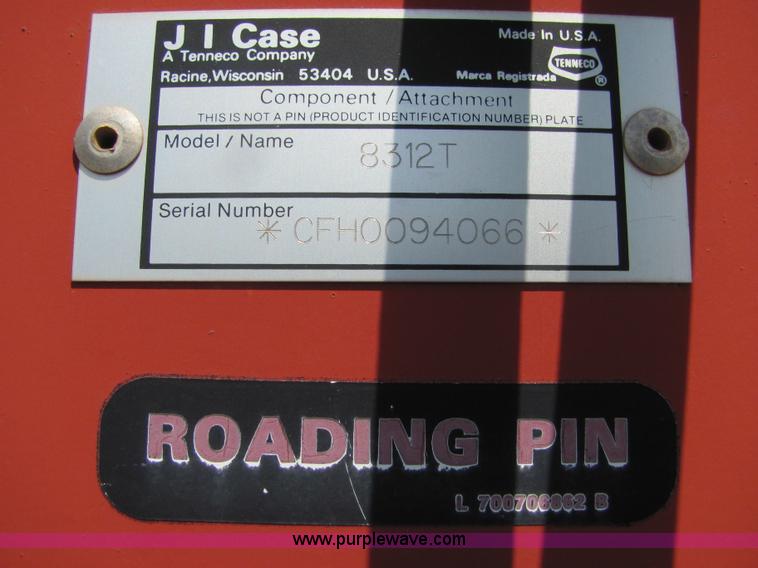 J I Case
A Tenneco Company
Racine, Wisconsin 53404 U.S.A.
Made In U.S.A.
TENNECO
Marca Registrada ®
Component / Attachment
THIS IS NOT A PIN (PRODUCT IDENTIFICATION NUMBER) PLATE
Model / Name 8312T
Serial Number * CFH0094066 *
ROADING PIN
L 700706862 B
www.purplewave.com